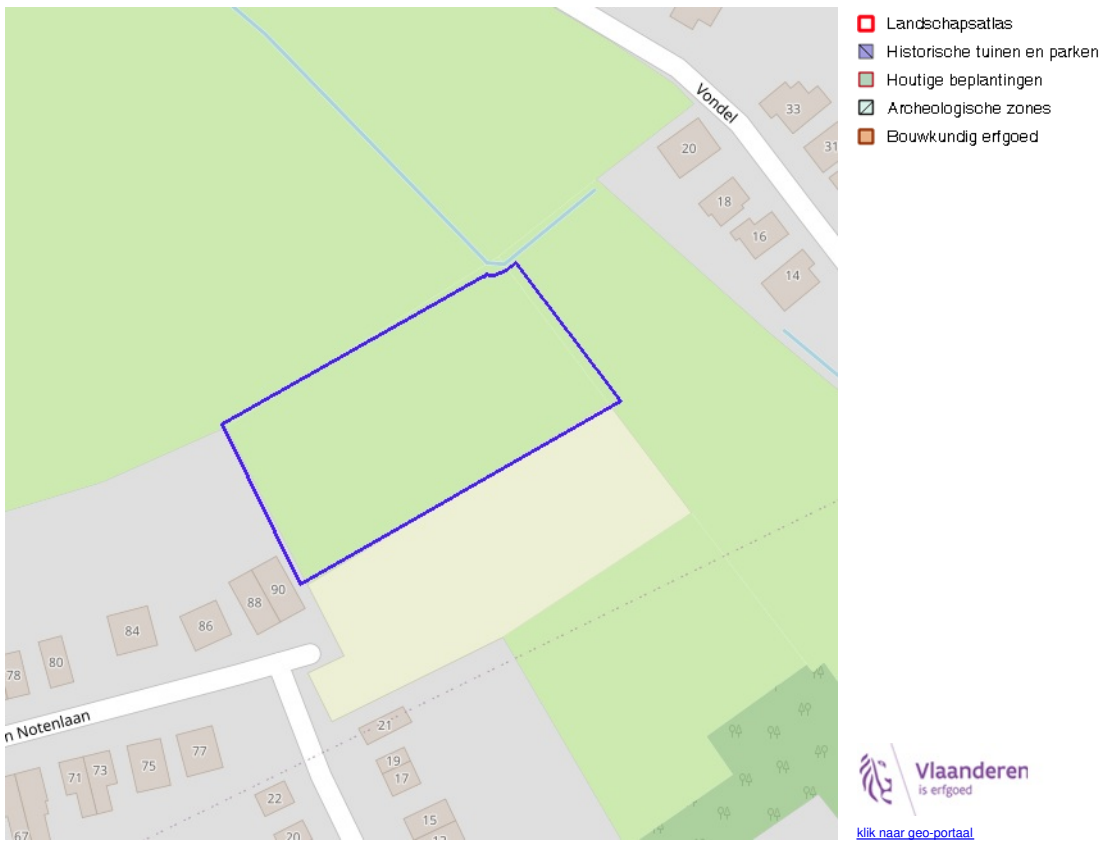 Vondel
33
31
20
18
16
14
90
88
86
84
80
78
n Notenlaan
77
75
73
71
67
21
19
17
22
20
15
13
Landschapsatlas
Historische tuinen en parken
Houtige beplantingen
Archeologische zones
Bouwkundig erfgoed
Vlaanderen
is erfgoed
klik naar geo-portaal